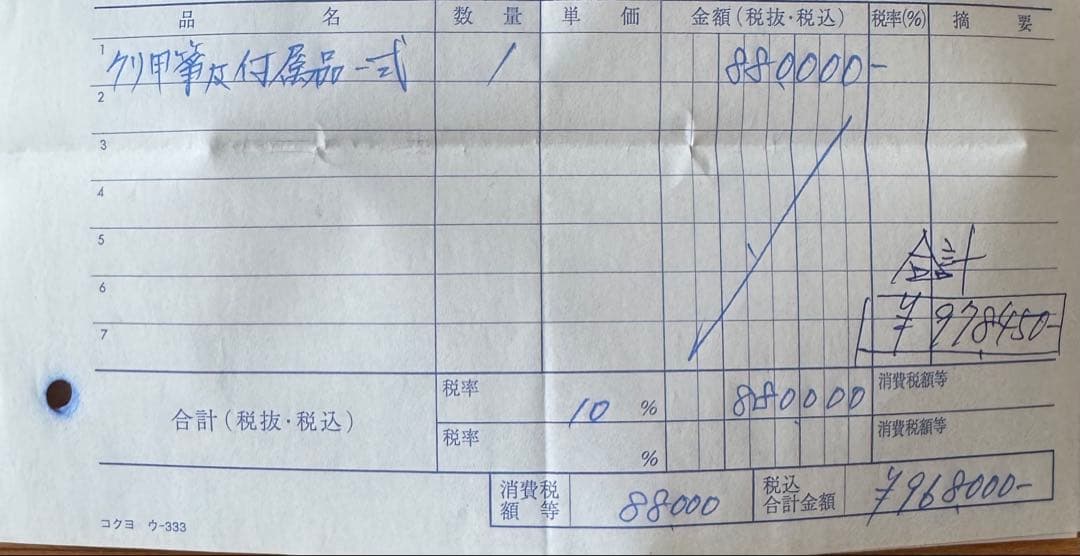 品 名 数 量 単 価 金額(税抜・税込) 税率(%) 摘 要
1 クリ甲箏及付属品一式 1 880000-
2
3
4
5
6
7
合計
¥978450-
合計(税抜・税込) 税率 10 % 880000 消費税額等
税率 % 消費税額等
消費税額等 88000 税込合計金額 ¥968000-
コクヨ ウ-333